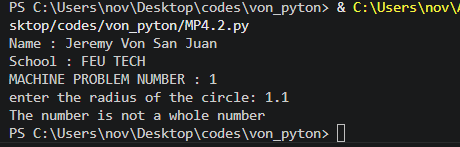 PS C:\Users\nov\Desktop\codes\von_pyton> & C:\Users\nov\
sktop/codes/von_pyton/MP4.2.py
Name : Jeremy Von San Juan
School : FEU TECH
MACHINE PROBLEM NUMBER : 1
enter the radius of the circle: 1.1
The number is not a whole number
PS C:\Users\nov\Desktop\codes\von_pyton>